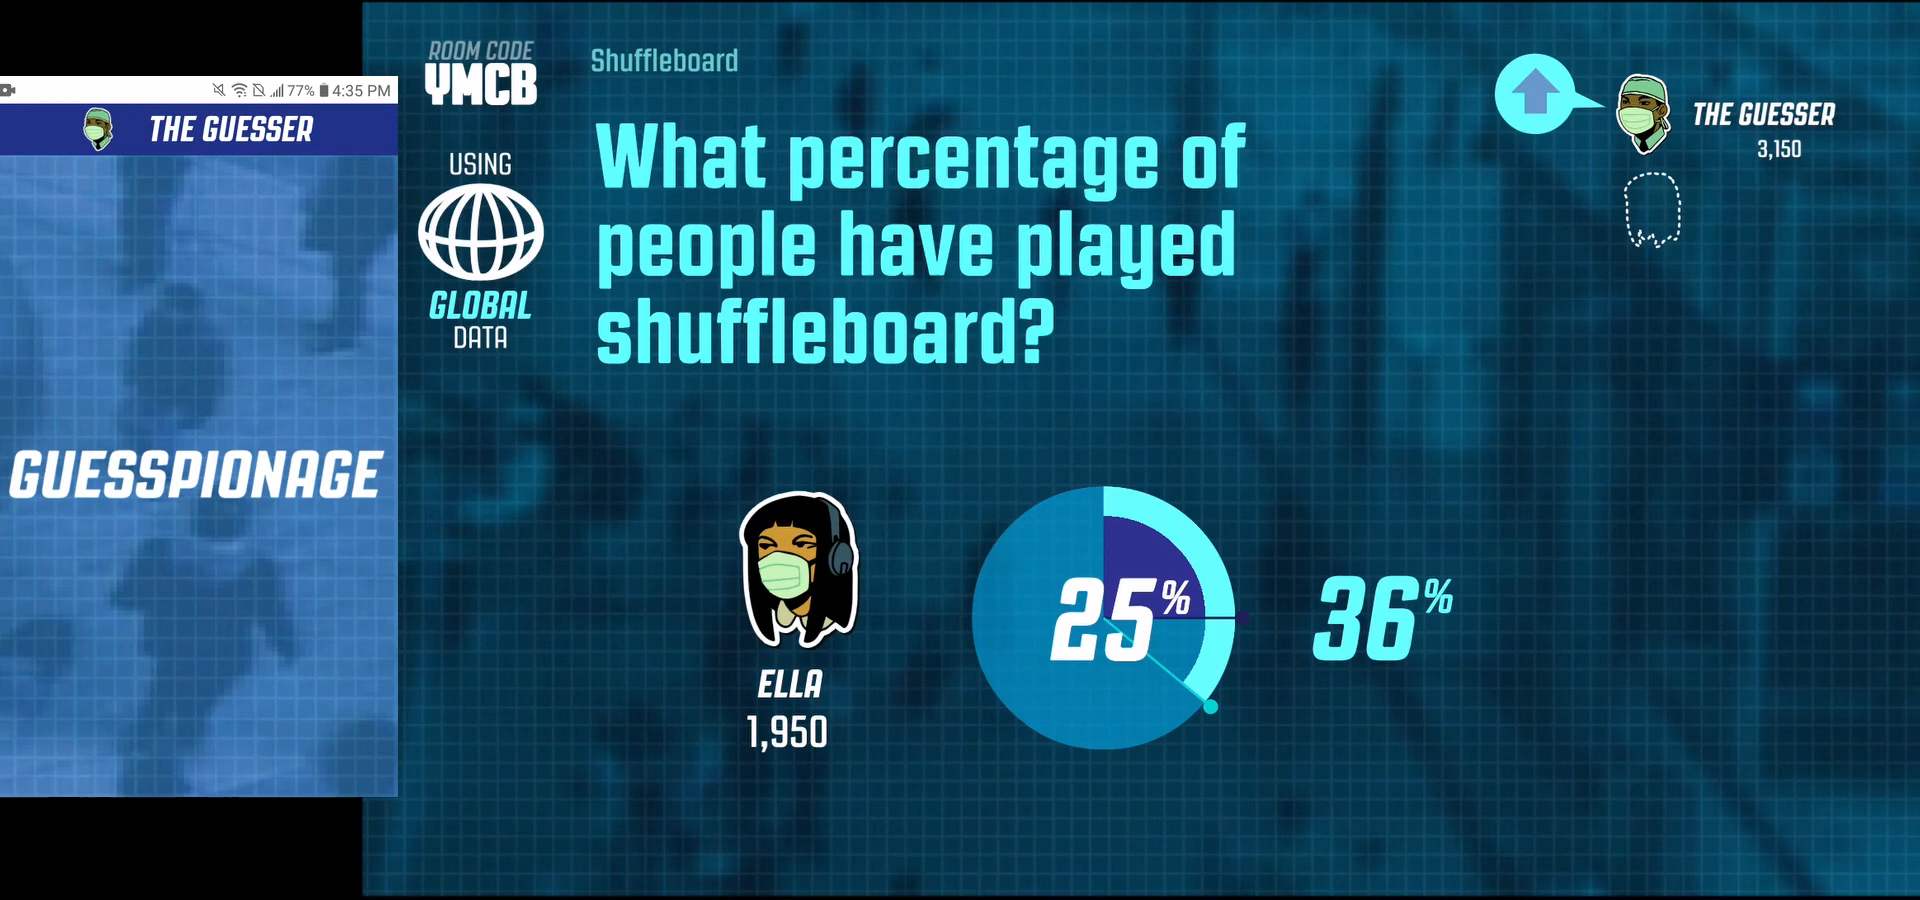 77% 4:35 PM
THE GUESSER
GUESSPIONAGE
ROOM CODE
YMCB
USING
GLOBAL
DATA
Shuffleboard
What percentage of
people have played
shuffleboard?
THE GUESSER
3,150
ELLA
1,950
25%
36%